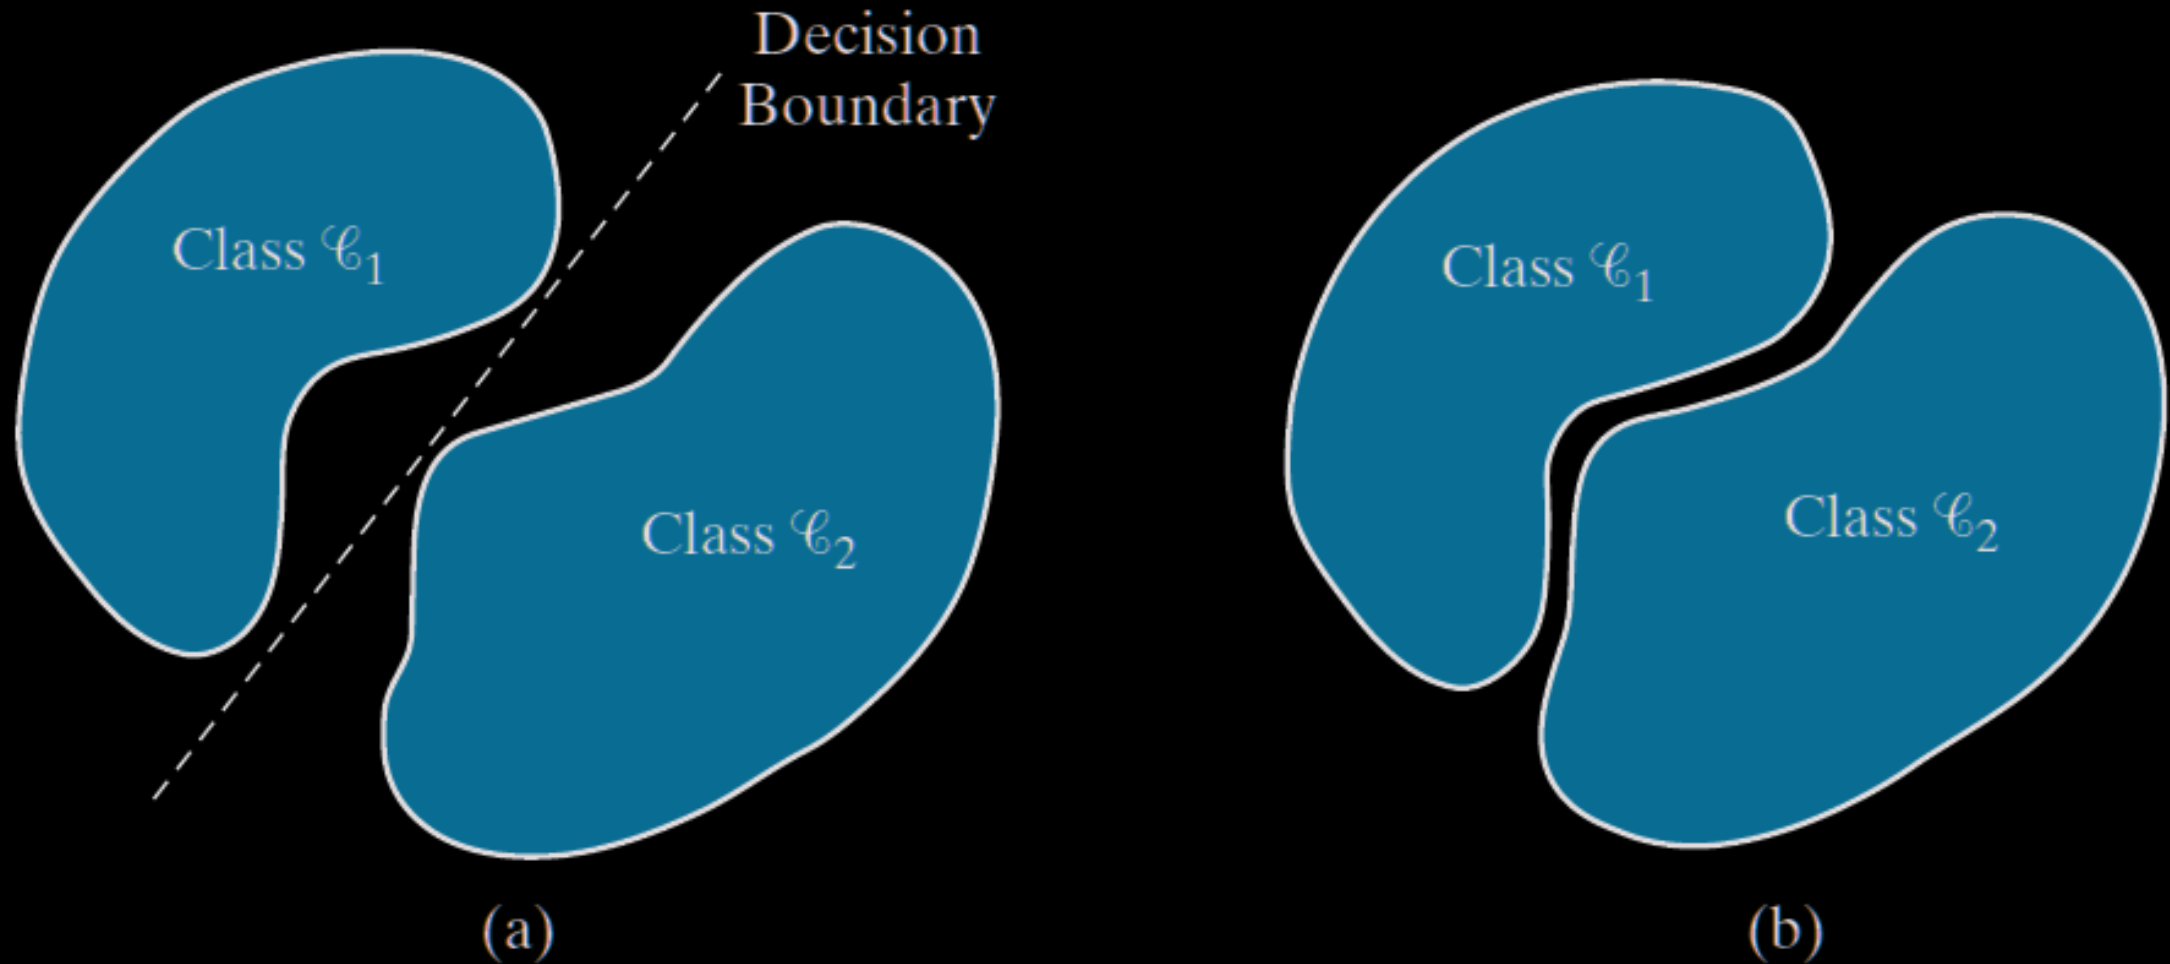 Decision
Boundary
Class 𝒞1
Class 𝒞2
(a)
Class 𝒞1
Class 𝒞2
(b)